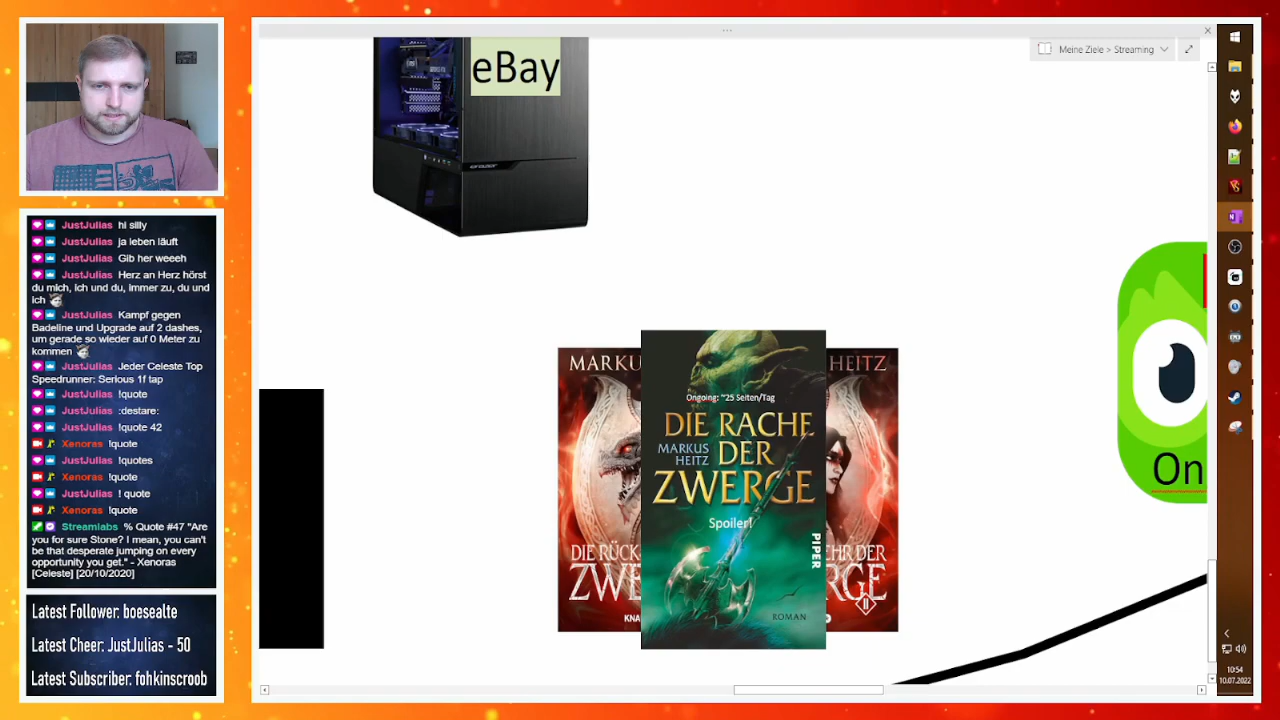 JustJulias hi silly
JustJulias ja leben läuft
JustJulias Gib her weeeh
JustJulias Herz an Herz hörst
du mich, ich und du, immer zu, du und
ich
JustJulias Kampf gegen
Badeline und Upgrade auf 2 dashes,
um gerade so wieder auf 0 Meter zu
kommen
JustJulias Jeder Celeste Top
Speedrunner: Serious 1f tap
JustJulias !quote
JustJulias :destare:
JustJulias !quote 42
Xenoras !quote
JustJulias !quotes
Xenoras !quote
JustJulias ! quote
Xenoras !quote
Streamlabs % Quote #47 "Are
you for sure Stone? I mean, you can't
be that desperate jumping on every
opportunity you get." - Xenoras
[Celeste] [20/10/2020]
Latest Follower: boesealte
Latest Cheer: JustJulias - 50
Latest Subscriber: fohkinscroob
Meine Ziele > Streaming
eBay
erazer
MARKU
HEITZ
Ongoing: ~25 Seiten/Tag
DIE RACHE
MARKUS
HEITZ
DER
ZWERGE
Spoiler!
PIPER
ROMAN
DIE RÜCK
ZWE
KNA
EHR DER
RGE
II
On
10:54
10.07.2022